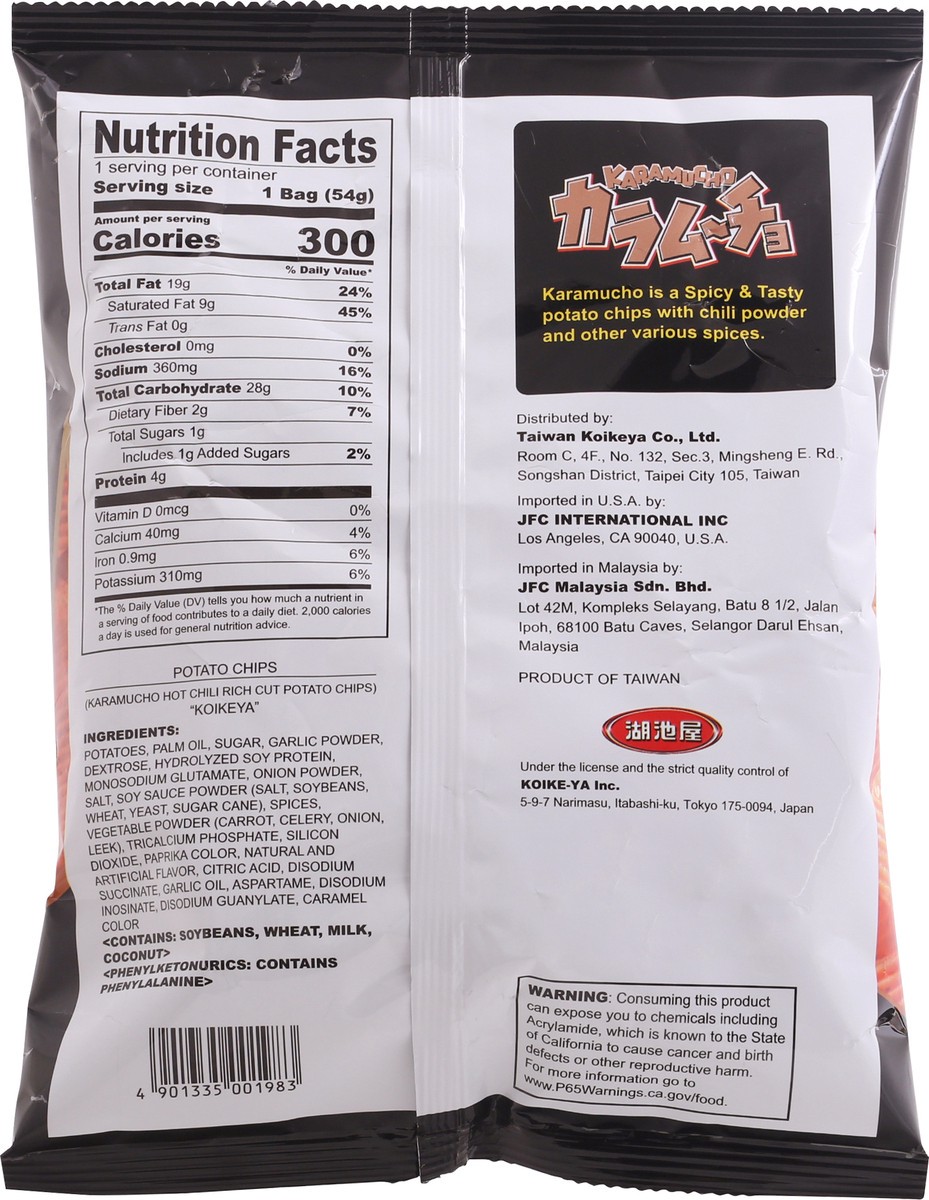 Nutrition Facts
1 serving per container
Serving size 1 Bag (54g)
Amount per serving
Calories 300
% Daily Value*
Total Fat 19g 24%
Saturated Fat 9g 45%
Trans Fat 0g
Cholesterol 0mg 0%
Sodium 360mg 16%
Total Carbohydrate 28g 10%
Dietary Fiber 2g 7%
Total Sugars 1g
Includes 1g Added Sugars 2%
Protein 4g
Vitamin D 0mcg 0%
Calcium 40mg 4%
Iron 0.9mg 6%
Potassium 310mg 6%
*The % Daily Value (DV) tells you how much a nutrient in
a serving of food contributes to a daily diet. 2,000 calories
a day is used for general nutrition advice.
POTATO CHIPS
(KARAMUCHO HOT CHILI RICH CUT POTATO CHIPS)
“KOIKEYA”
INGREDIENTS:
POTATOES, PALM OIL, SUGAR, GARLIC POWDER,
DEXTROSE, HYDROLYZED SOY PROTEIN,
MONOSODIUM GLUTAMATE, ONION POWDER,
SALT, SOY SAUCE POWDER (SALT, SOYBEANS,
WHEAT, YEAST, SUGAR CANE), SPICES,
VEGETABLE POWDER (CARROT, CELERY, ONION,
LEEK), TRICALCIUM PHOSPHATE, SILICON
DIOXIDE, PAPRIKA COLOR, NATURAL AND
ARTIFICIAL FLAVOR, CITRIC ACID, DISODIUM
SUCCINATE, GARLIC OIL, ASPARTAME, DISODIUM
INOSINATE, DISODIUM GUANYLATE, CARAMEL
COLOR
<CONTAINS: SOYBEANS, WHEAT, MILK,
COCONUT>
<PHENYLKETONURICS: CONTAINS
PHENYLALANINE>
4 901335 001983
KARAMUCHO
カラムーチョ
Karamucho is a Spicy & Tasty
potato chips with chili powder
and other various spices.
Distributed by:
Taiwan Koikeya Co., Ltd.
Room C, 4F., No. 132, Sec.3, Mingsheng E. Rd.,
Songshan District, Taipei City 105, Taiwan
Imported in U.S.A. by:
JFC INTERNATIONAL INC
Los Angeles, CA 90040, U.S.A.
Imported in Malaysia by:
JFC Malaysia Sdn. Bhd.
Lot 42M, Kompleks Selayang, Batu 8 1/2, Jalan
Ipoh, 68100 Batu Caves, Selangor Darul Ehsan,
Malaysia
PRODUCT OF TAIWAN
湖池屋
Under the license and the strict quality control of
KOIKE-YA Inc.
5-9-7 Narimasu, Itabashi-ku, Tokyo 175-0094, Japan
WARNING: Consuming this product
can expose you to chemicals including
Acrylamide, which is known to the State
of California to cause cancer and birth
defects or other reproductive harm.
For more information go to
www.P65Warnings.ca.gov/food.